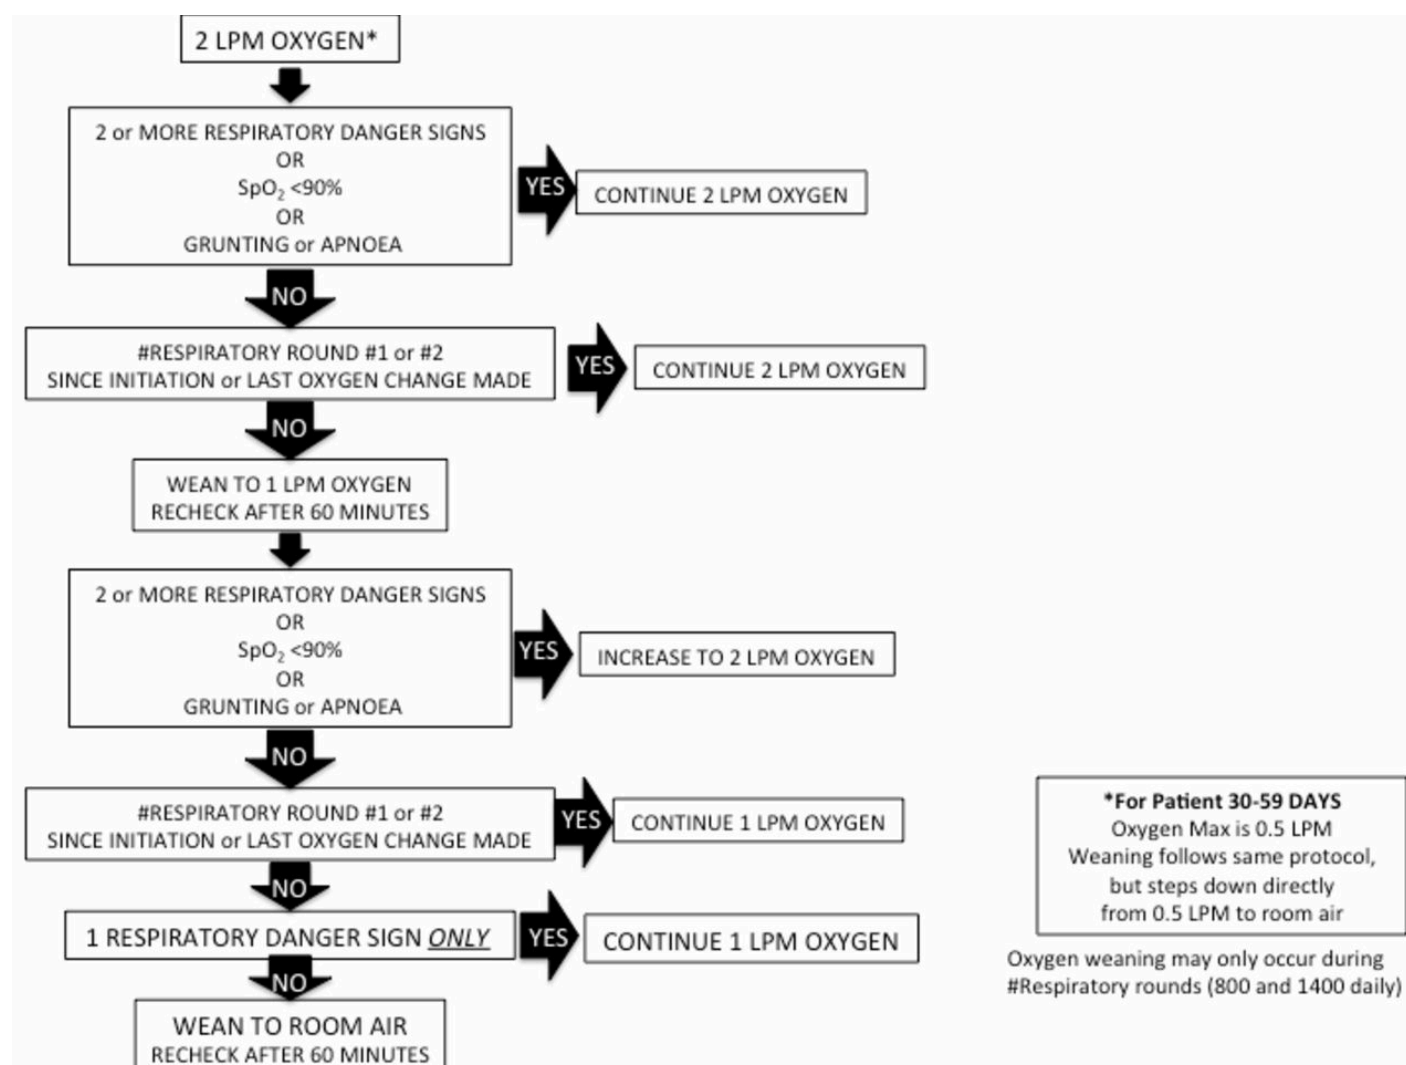 2 LPM OXYGEN*
2 or MORE RESPIRATORY DANGER SIGNS
OR
SpO₂ <90%
OR
GRUNTING or APNOEA
YES
CONTINUE 2 LPM OXYGEN
NO
#RESPIRATORY ROUND #1 or #2
SINCE INITIATION or LAST OXYGEN CHANGE MADE
YES
CONTINUE 2 LPM OXYGEN
NO
WEAN TO 1 LPM OXYGEN
RECHECK AFTER 60 MINUTES
2 or MORE RESPIRATORY DANGER SIGNS
OR
SpO₂ <90%
OR
GRUNTING or APNOEA
YES
INCREASE TO 2 LPM OXYGEN
NO
#RESPIRATORY ROUND #1 or #2
SINCE INITIATION or LAST OXYGEN CHANGE MADE
YES
CONTINUE 1 LPM OXYGEN
NO
1 RESPIRATORY DANGER SIGN ONLY
YES
CONTINUE 1 LPM OXYGEN
NO
WEAN TO ROOM AIR
RECHECK AFTER 60 MINUTES
*For Patient 30-59 DAYS
Oxygen Max is 0.5 LPM
Weaning follows same protocol,
but steps down directly
from 0.5 LPM to room air
Oxygen weaning may only occur during
#Respiratory rounds (800 and 1400 daily)